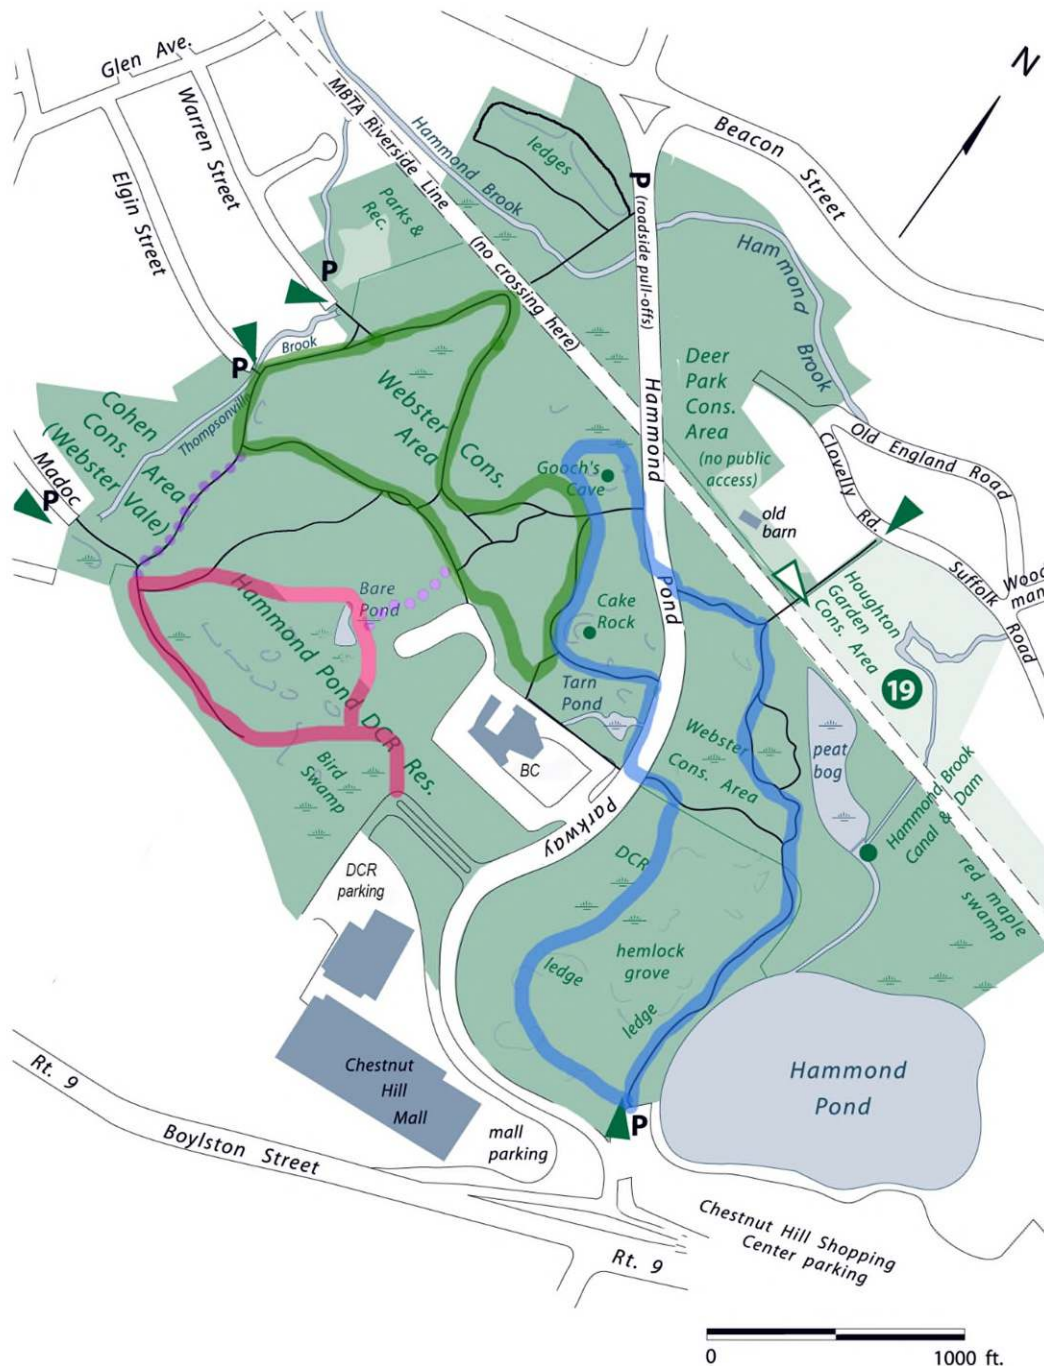 Glen Ave.
Warren Street
Elgin Street
MBTA Riverside Line
(no crossing here)
Hammond Brook
ledges
Parks &
Rec.
P
P (roadside pull-offs)
Beacon
Street
N
Hammond
Brook
P
Brook
Thompsonville
Cohen
Cons. Area
(Webster Vale)
Madoc
P
Webster Cons.
Area
Gooch's
Cave
Hammond
Pond
Parkway
Deer
Park
Cons.
Area
(no public
access)
old
barn
Old England Road
Clovelly
Rd.
Suffolk
Road
Wood
man
Houghton
Garden
Cons. Area
19
Bare
Pond
Hammond Pond DCR Res.
Cake
Rock
Tarn
Pond
BC
Webster
Cons. Area
peat
bog
Hammond Brook
Canal & Dam
red maple
swamp
Bird
Swamp
DCR
parking
DCR
hemlock
grove
ledge
ledge
Chestnut
Hill
Mall
mall
parking
P
Hammond
Pond
Rt. 9
Boylston Street
Rt. 9
Chestnut Hill Shopping
Center parking
0
1000 ft.